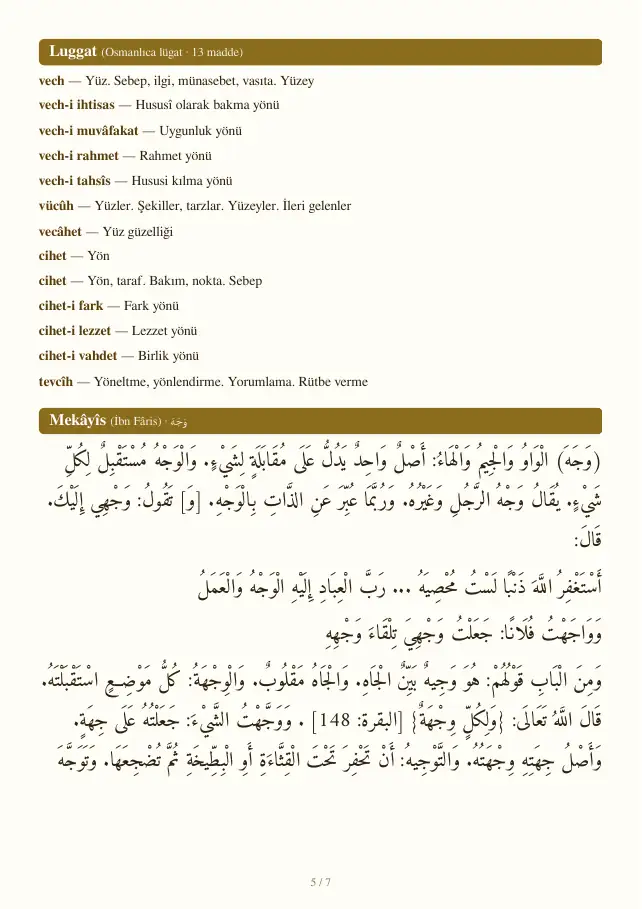 Luggat (Osmanlıca lügat · 13 madde)
vech — Yüz. Sebep, ilgi, münasebet, vasıta. Yüzey
vech-i ihtisas — Hususî olarak bakma yönü
vech-i muvâfakat — Uygunluk yönü
vech-i rahmet — Rahmet yönü
vech-i tahsîs — Hususi kılma yönü
vücûh — Yüzler. Şekiller, tarzlar. Yüzeyler. İleri gelenler
vecâhet — Yüz güzelliği
cihet — Yön
cihet — Yön, taraf. Bakım, nokta. Sebep
cihet-i fark — Fark yönü
cihet-i lezzet — Lezzet yönü
cihet-i vahdet — Birlik yönü
tevcîh — Yöneltme, yönlendirme. Yorumlama. Rütbe verme
Mekâyîs (İbn Fâris) · وَجَهَ
(وَجَهَ) الْوَاوُ وَالْجِيمُ وَالْهَاءُ: أَصْلٌ وَاحِدٌ يَدُلُّ عَلَى مُقَابَلَةٍ لِشَيْءٍ. وَالْوَجْهُ مُسْتَقْبِلٌ لِكُلِّ
شَيْءٍ. يُقَالُ وَجْهُ الرَّجُلِ وَغَيْرُهُ. وَرُبَّمَا عُبِّرَ عَنِ الذَّاتِ بِالْوَجْهِ. [وَ] تَقُولُ: وَجْهِي إِلَيْكَ.
قَالَ:
أَسْتَغْفِرُ اللَّهَ ذَنْبًا لَسْتُ مُحْصِيَهُ ... رَبَّ الْعِبَادِ إِلَيْهِ الْوَجْهُ وَالْعَمَلُ
وَوَاجَهْتُ فُلَانًا: جَعَلْتُ وَجْهِيَ تِلْقَاءَ وَجْهِهِ
وَمِنَ الْبَابِ قَوْلُهُمْ: هُوَ وَجِيهٌ بَيِّنُ الْجَاهِ. وَالْجَاهُ مَقْلُوبٌ. وَالْوِجْهَةُ: كُلُّ مَوْضِعٍ اسْتَقْبَلْتَهُ.
قَالَ اللَّهُ تَعَالَى: {وَلِكُلٍّ وِجْهَةٌ} [البقرة: 148] . وَوَجَّهْتُ الشَّيْءَ: جَعَلْتُهُ عَلَى جِهَةٍ.
وَأَصْلُ جِهَتِهِ وِجْهَتُهُ. وَالتَّوْجِيهُ: أَنْ تَحْفِرَ تَحْتَ الْقِثَّاءَةِ أَوِ الْبِطِّيخَةِ ثُمَّ تُضْجِعَهَا. وَتَوَجَّهَ
5 / 7